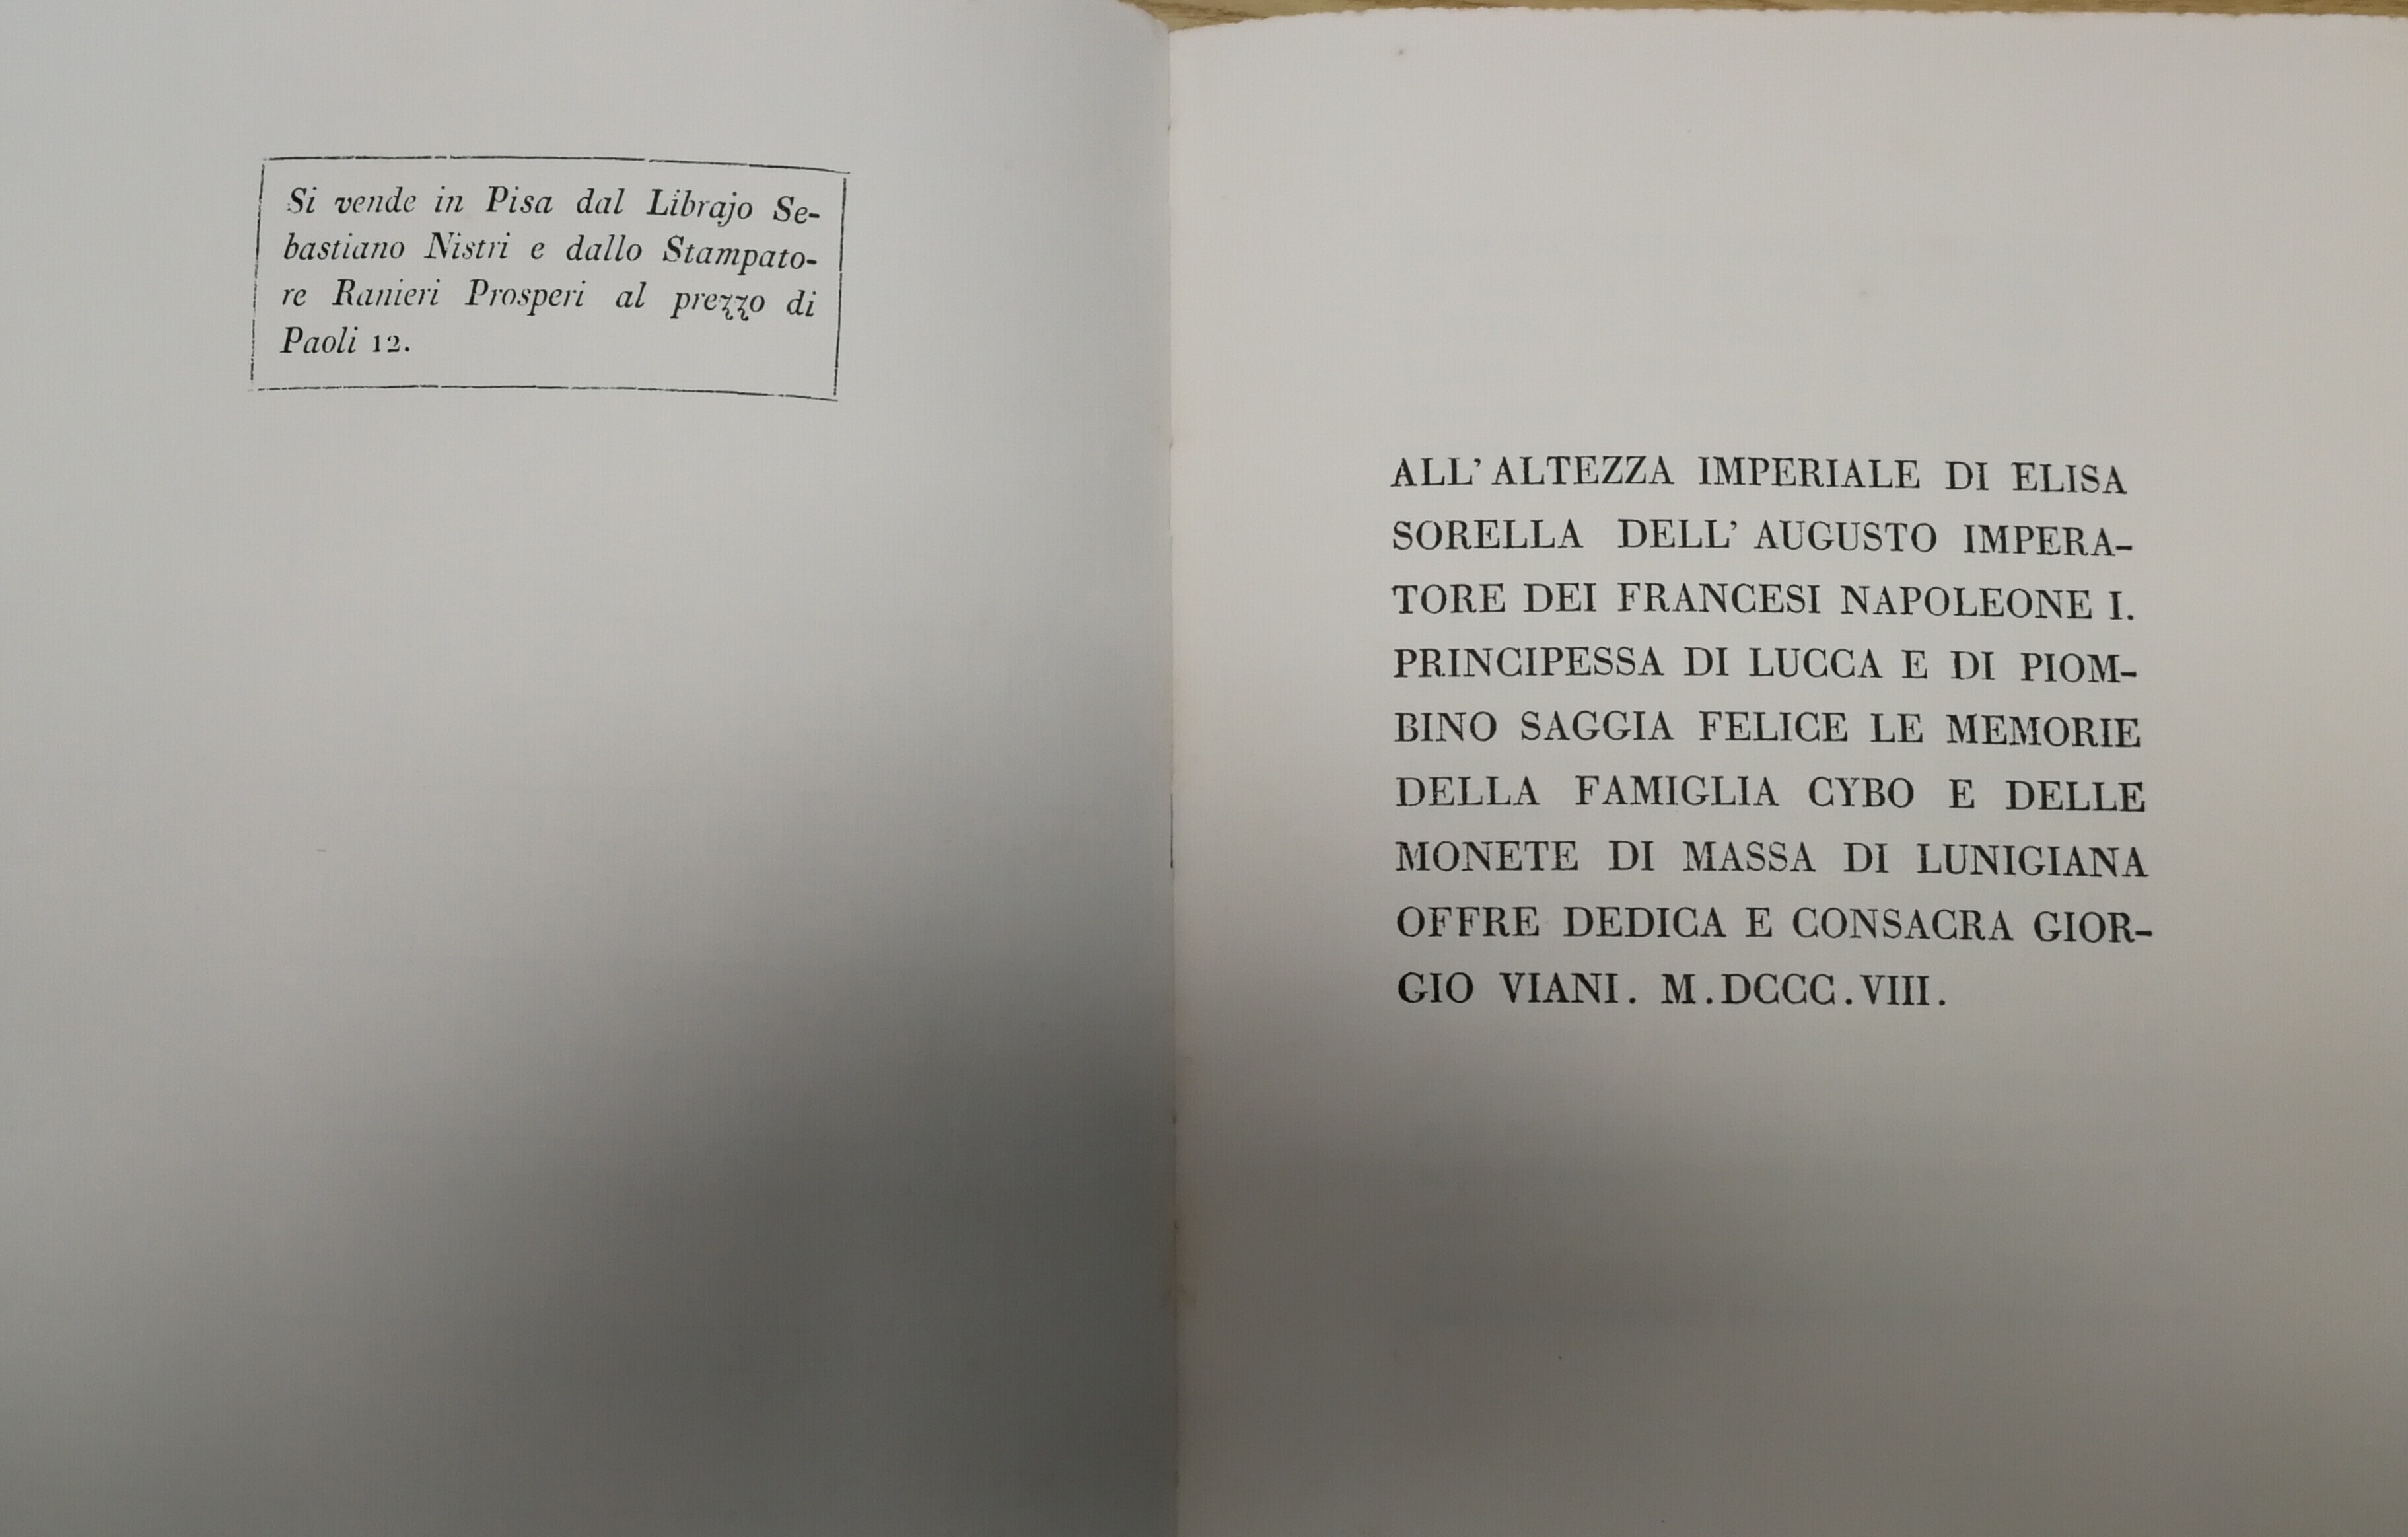 Si vende in Pisa dal Librajo Se-
bastiano Nistri e dallo Stampato-
re Ranieri Prosperi al prezzo di
Paoli 12.
ALL' ALTEZZA IMPERIALE DI ELISA
SORELLA DELL' AUGUSTO IMPERA-
TORE DEI FRANCESI NAPOLEONE I.
PRINCIPESSA DI LUCCA E DI PIOM-
BINO SAGGIA FELICE LE MEMORIE
DELLA FAMIGLIA CYBO E DELLE
MONETE DI MASSA DI LUNIGIANA
OFFRE DEDICA E CONSACRA GIOR-
GIO VIANI. M.DCCC.VIII.